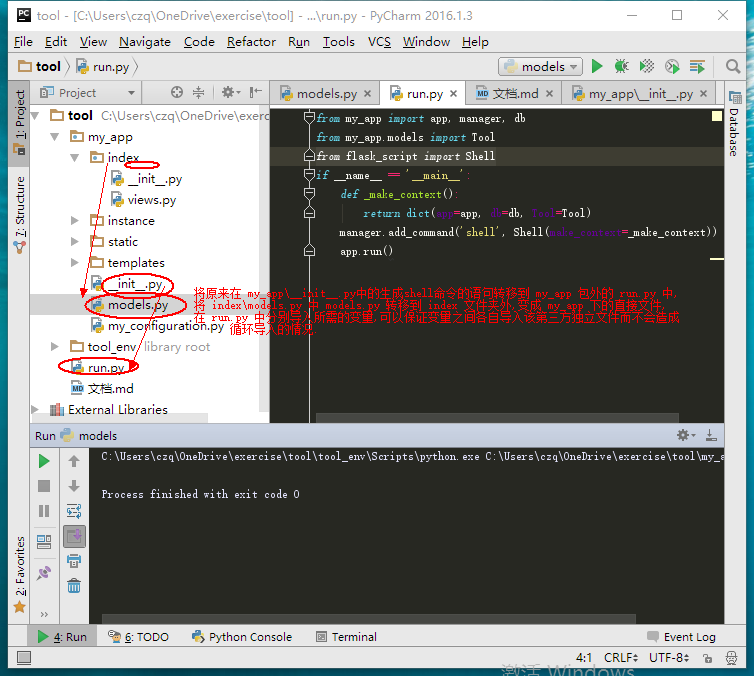 tool - [C:\Users\czq\OneDrive\exercise\tool] - ...\run.py - PyCharm 2016.1.3
File Edit View Navigate Code Refactor Run Tools VCS Window Help
tool run.py models
Project models.py run.py 文档.md my_app\__init__.py
1: Project
7: Structure
2: Favorites
Database
tool C:\Users\czq\OneDrive\exerc
my_app
index
__init__.py
views.py
instance
static
templates
__init__.py
models.py
my_configuration.py
tool_env library root
run.py
文档.md
External Libraries
from my_app import app, manager, db
from my_app.models import Tool
from flask_script import Shell
if __name__ == '__main__':
def _make_context():
return dict(app=app, db=db, Tool=Tool)
manager.add_command('shell', Shell(make_context=_make_context))
app.run()
将原来在 my_app\__init__.py中的生成shell命令的语句转移到 my_app 包外的 run.py 中,
将 index\models.py 中 models.py 转移到 index 文件夹外,变成 my_app 下的直接文件,
在 run.py 中分别导入所需的变量,可以保证变量之间各自导入该第三方独立文件而不会造成
循环导入的情况
Run models
C:\Users\czq\OneDrive\exercise\tool\tool_env\Scripts\python.exe C:\Users\czq\OneDrive\exercise\tool\my_a
Process finished with exit code 0
4: Run 6: TODO Python Console Terminal Event Log
4:1 CRLF UTF-8
激活 Windows